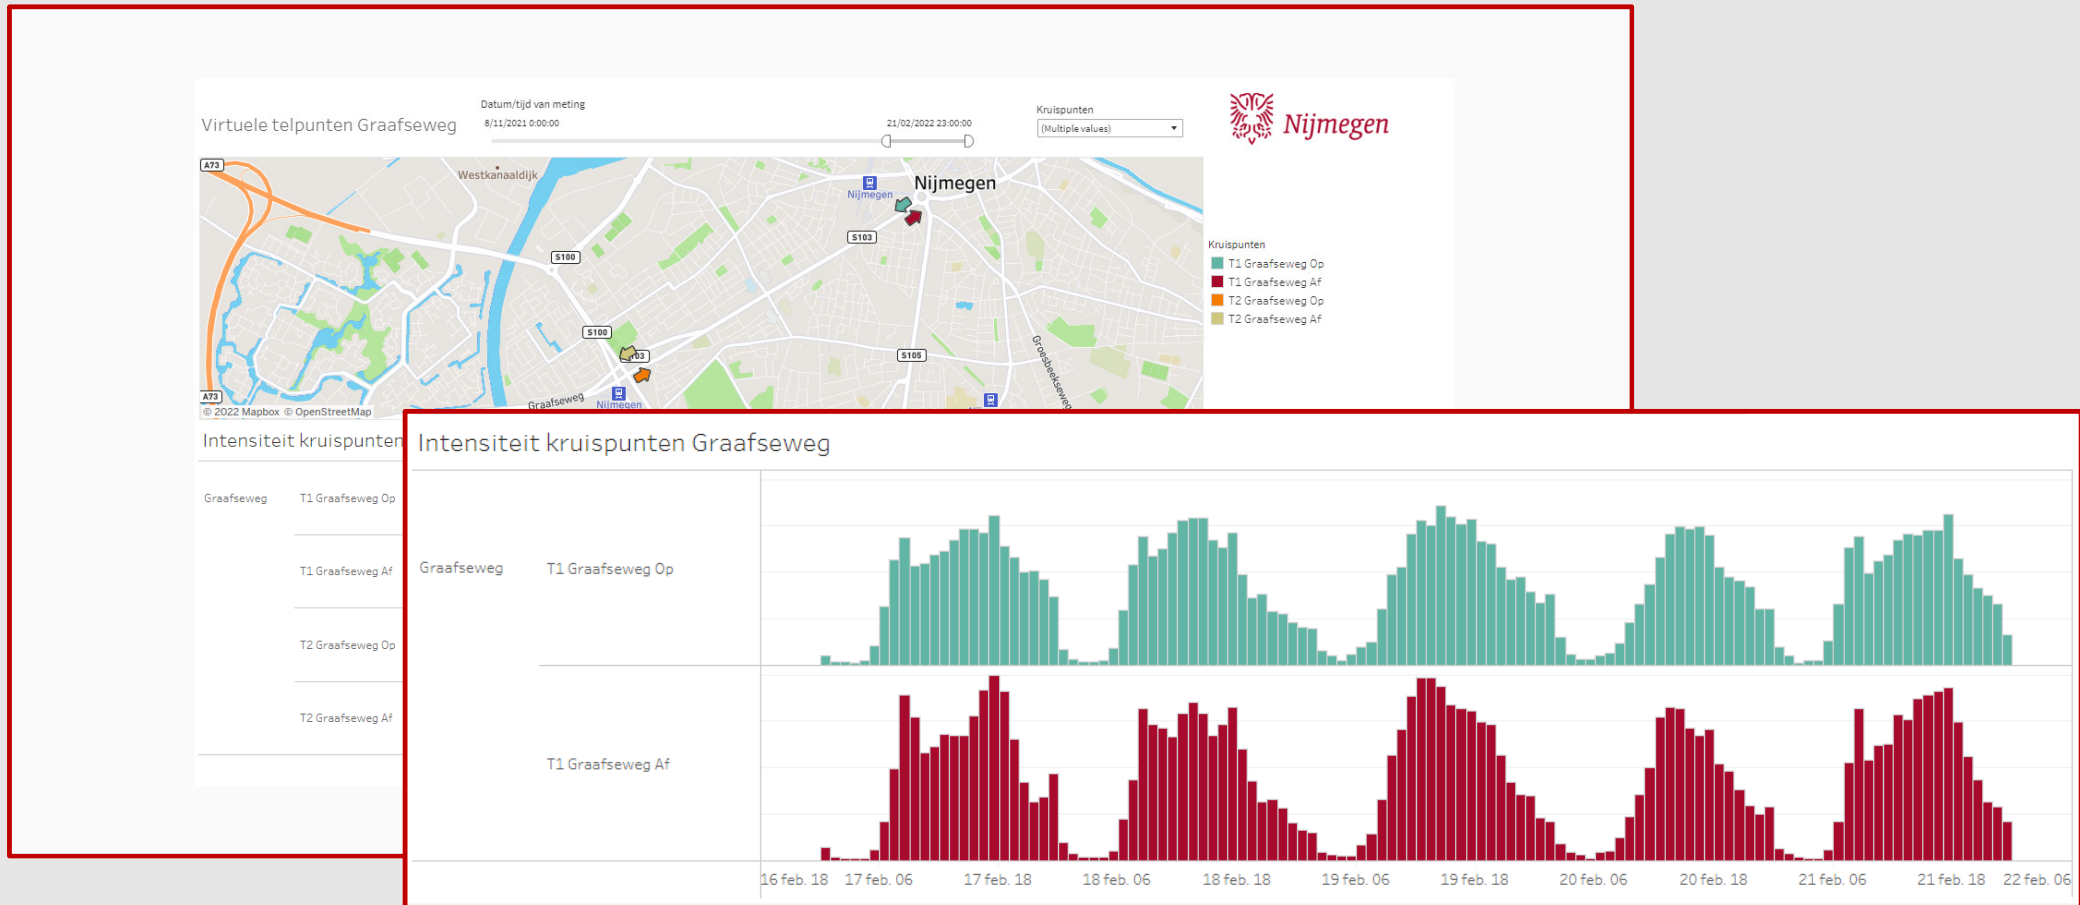 Datum/tijd van meting
8/11/2021 0:00:00
21/02/2022 23:00:00
Virtuele telpunten Graafseweg
Kruispunten
(Multiple values)
Nijmegen
A73
Westkanaaldijk
Nijmegen
Nijmegen
S103
S100
S100
S105
Groesbeekseweg
A73
Graafseweg
Nijmegen
© 2022 Mapbox © OpenStreetMap
Kruispunten
T1 Graafseweg Op
T1 Graafseweg Af
T2 Graafseweg Op
T2 Graafseweg Af
Intensiteit kruispunten
Graafseweg
T1 Graafseweg Op
T1 Graafseweg Af
T2 Graafseweg Op
T2 Graafseweg Af
Intensiteit kruispunten Graafseweg
Graafseweg
T1 Graafseweg Op
T1 Graafseweg Af
16 feb. 18
17 feb. 06
17 feb. 18
18 feb. 06
18 feb. 18
19 feb. 06
19 feb. 18
20 feb. 06
20 feb. 18
21 feb. 06
21 feb. 18
22 feb. 06